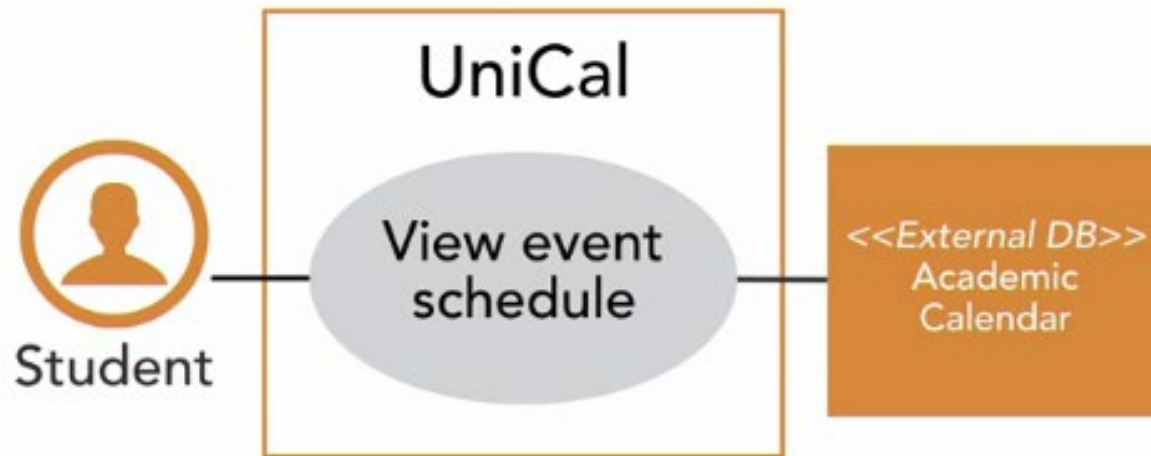 UniCal
View event
schedule
Student
<<External DB>>
Academic
Calendar